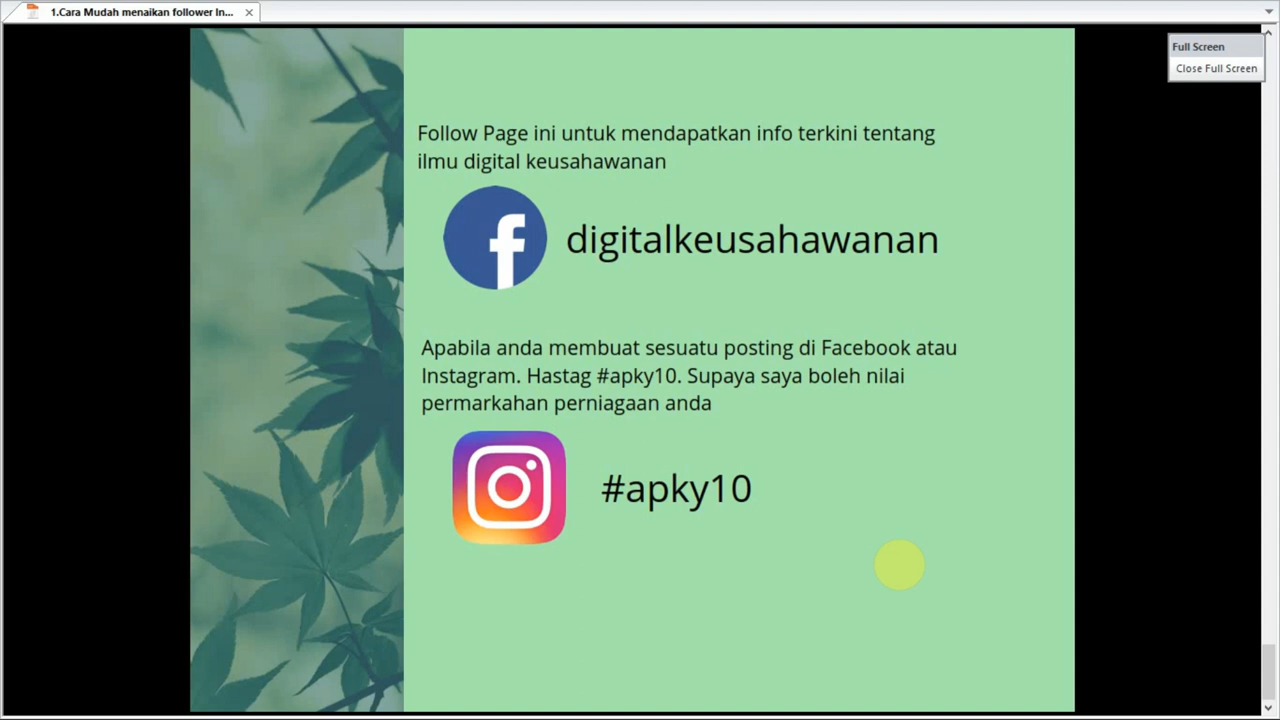 1.Cara Mudah menaikan follower In...
Full Screen
Close Full Screen
Follow Page ini untuk mendapatkan info terkini tentang
ilmu digital keusahawanan
digitalkeusahawanan
Apabila anda membuat sesuatu posting di Facebook atau
Instagram. Hastag #apky10. Supaya saya boleh nilai
permarkahan perniagaan anda
#apky10